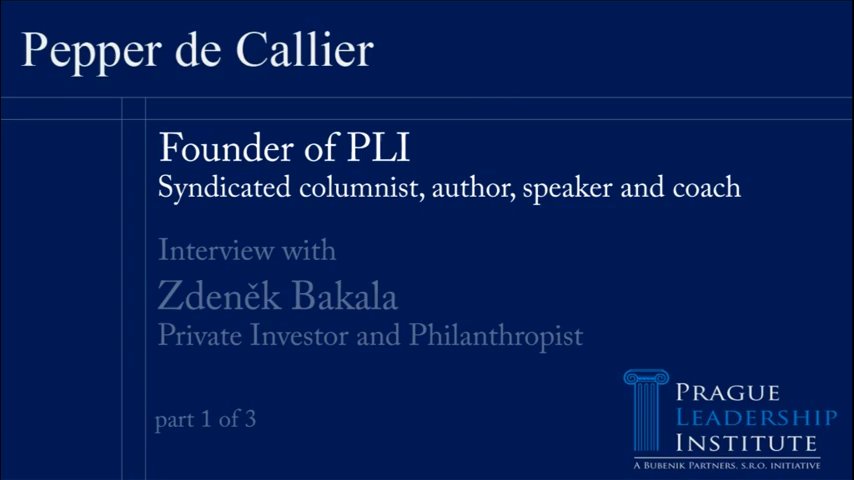 Pepper de Callier
Founder of PLI
Syndicated columnist, author, speaker and coach
Interview with
Zdeněk Bakala
Private Investor and Philanthropist
part 1 of 3
PRAGUE
LEADERSHIP
INSTITUTE
A BUBENIK PARTNERS, S.R.O. INITIATIVE